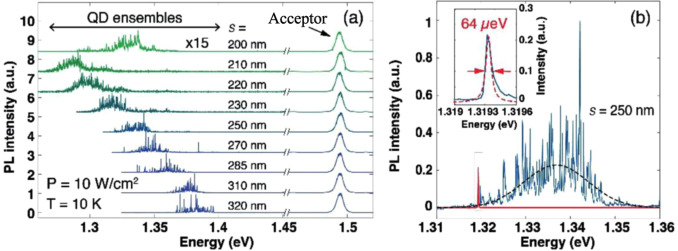 QD ensembles
s =
Acceptor
(a)
x15
200 nm
210 nm
220 nm
230 nm
250 nm
270 nm
285 nm
310 nm
320 nm
P = 10 W/cm²
T = 10 K
PL intensity (a.u.)
10
9
8
7
6
5
4
3
2
1
0
1.3
1.35
1.4
1.45
1.5
Energy (eV)
(b)
s = 250 nm
PL intensity (a.u.)
1
0.8
0.6
0.4
0.2
0
1.31
1.32
1.33
1.34
1.35
1.36
Energy (eV)
64 μeV
Intensity (a.u.)
0.3
0.2
0.1
0
1.319
1.3193
1.3196
Energy (eV)